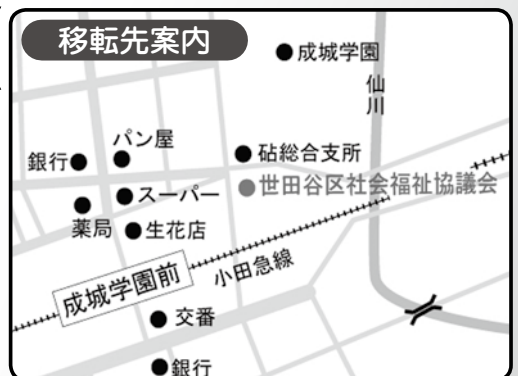 移転先案内
成城学園
仙川
パン屋
銀行
砧総合支所
スーパー
世田谷区社会福祉協議会
薬局
生花店
成城学園前
小田急線
交番
銀行